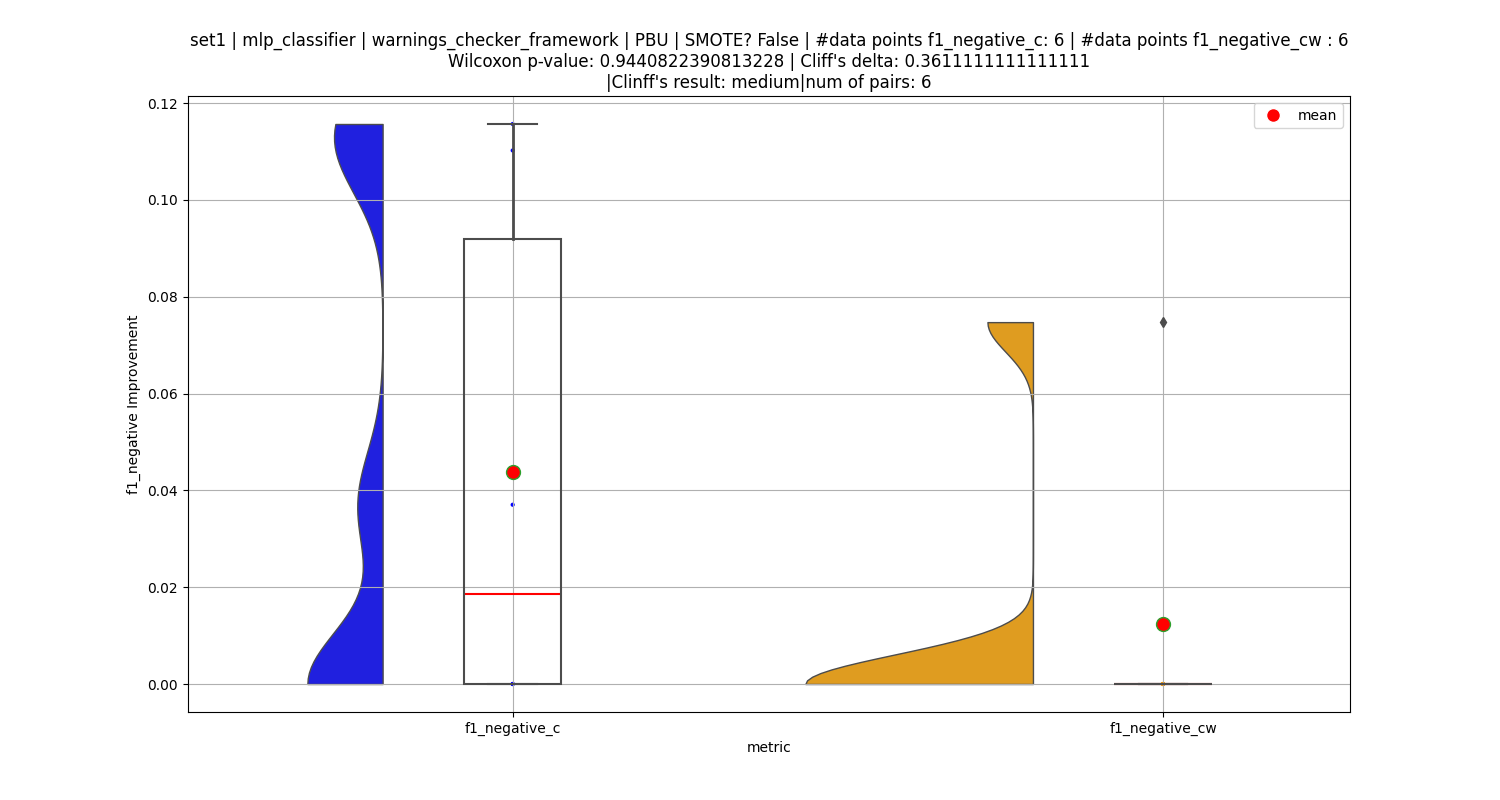 set1 | mlp_classifier | warnings_checker_framework | PBU | SMOTE? False | #data points f1_negative_c: 6 | #data points f1_negative_cw : 6
Wilcoxon p-value: 0.9440822390813228 | Cliff's delta: 0.3611111111111111
|Clinff's result: medium|num of pairs: 6
mean
0.12
0.10
0.08
0.06
0.04
0.02
0.00
f1_negative Improvement
f1_negative_c
f1_negative_cw
metric